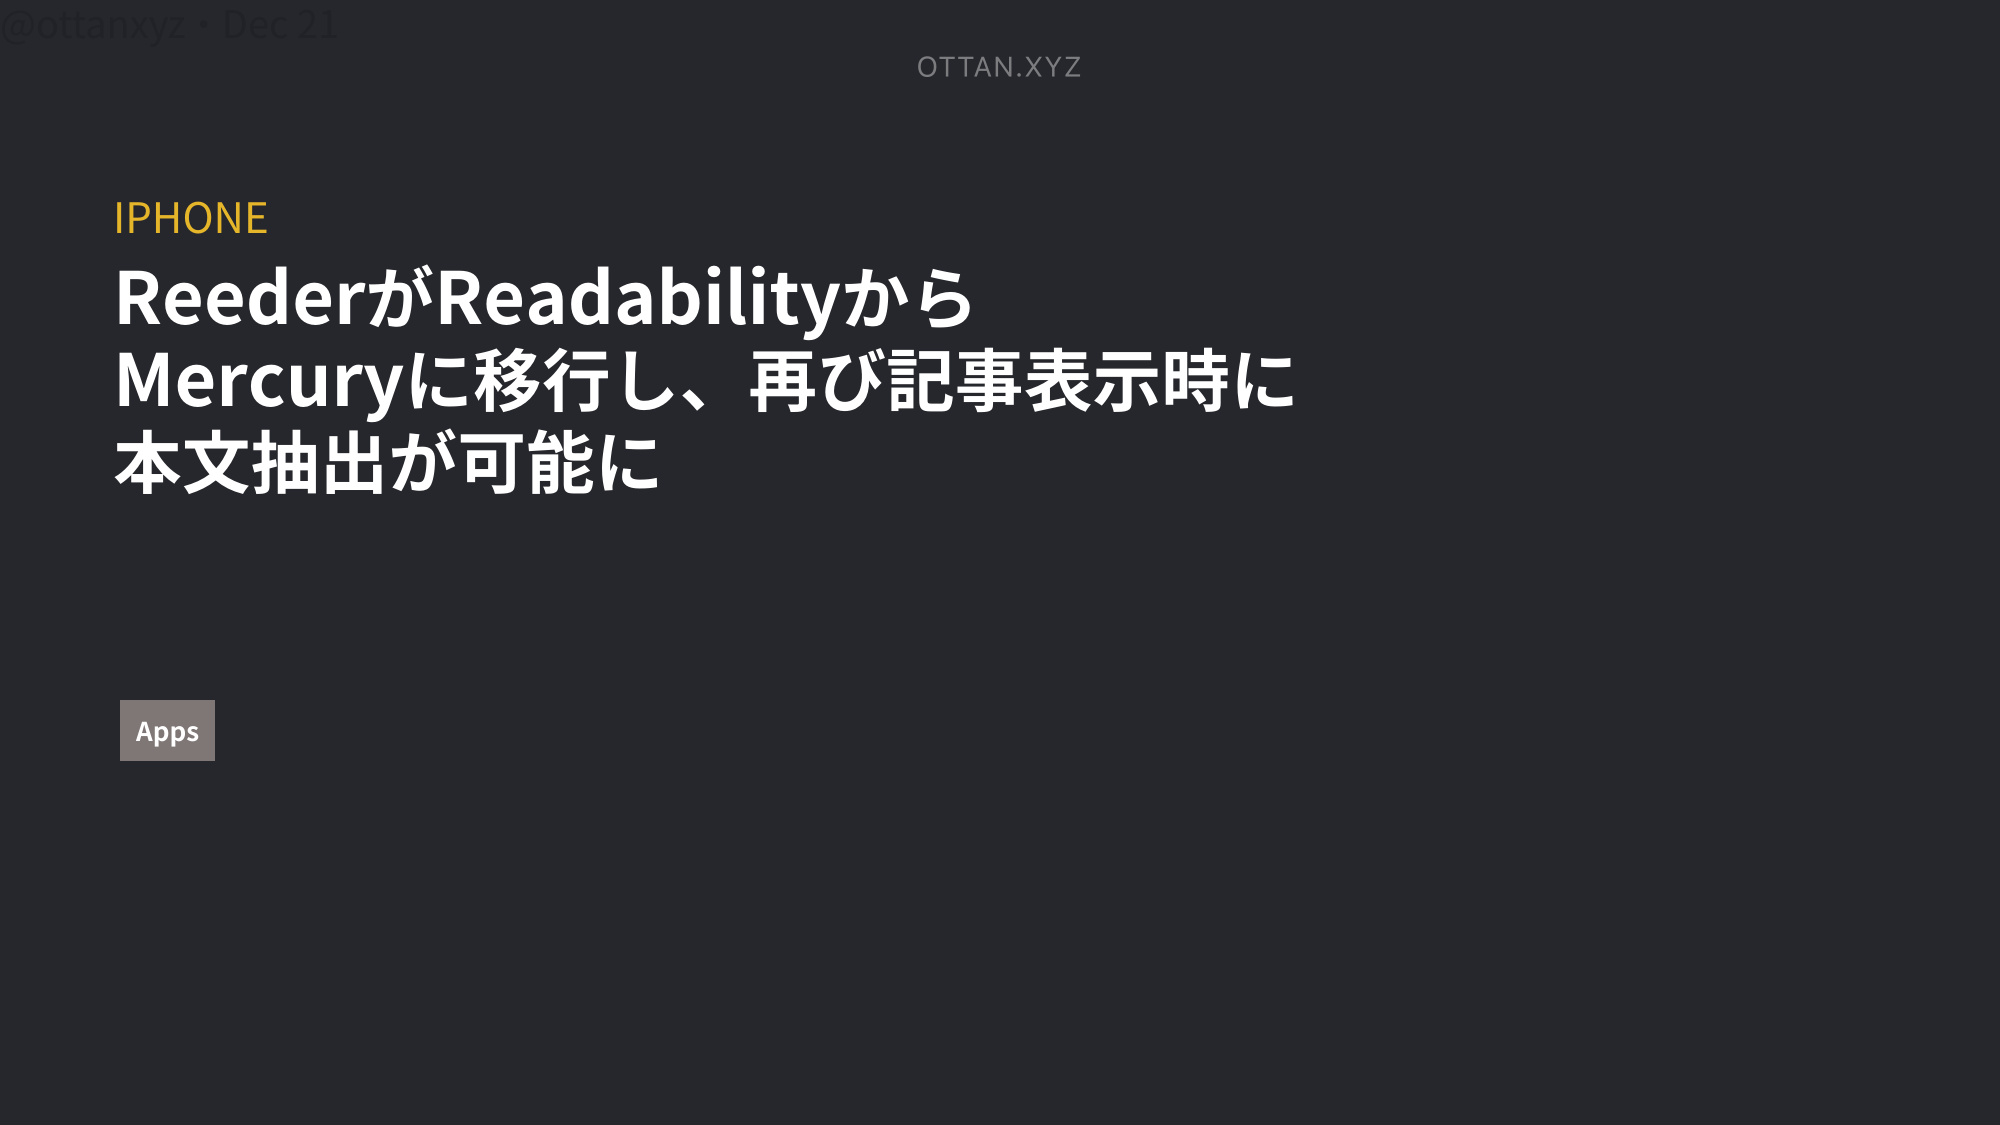 @ottanxyz・Dec 21
OTTAN.XYZ
IPHONE
ReederがReadabilityから
Mercuryに移行し、再び記事表示時に
本文抽出が可能に
Apps